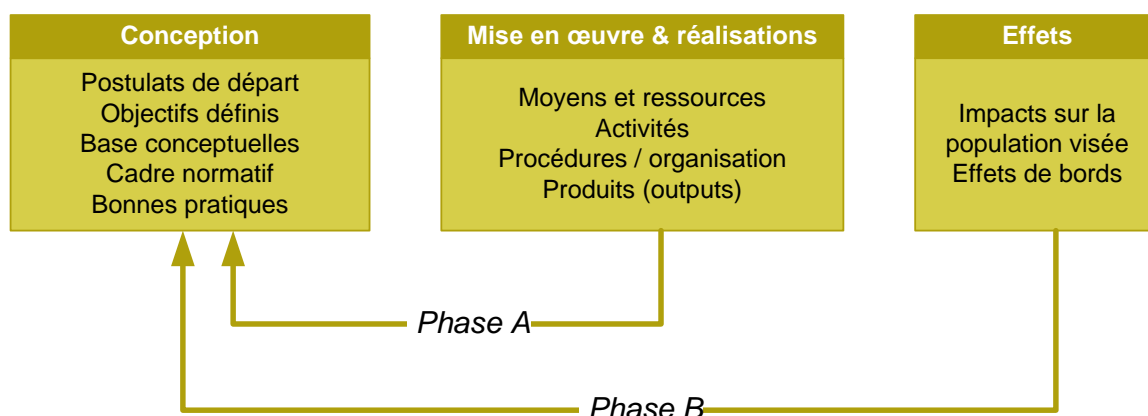 Conception
Postulats de départ
Objectifs définis
Base conceptuelles
Cadre normatif
Bonnes pratiques
Mise en œuvre & réalisations
Moyens et ressources
Activités
Procédures / organisation
Produits (outputs)
Effets
Impacts sur la
population visée
Effets de bords
Phase A
Phase B